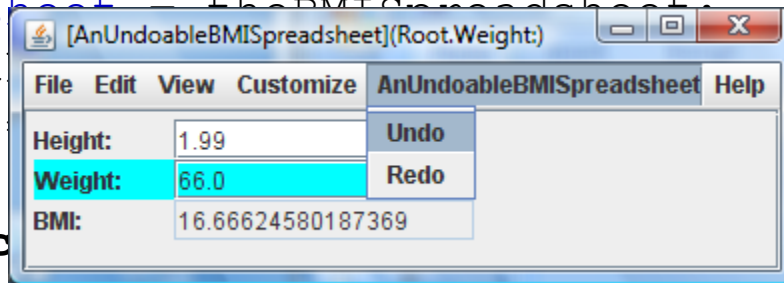 [AnUndoableBMISpreadsheet](Root.Weight:)
File Edit View Customize AnUndoableBMISpreadsheet Help
Undo
Redo
Height: 1.99
Weight: 66.0
BMI: 16.66624580187369